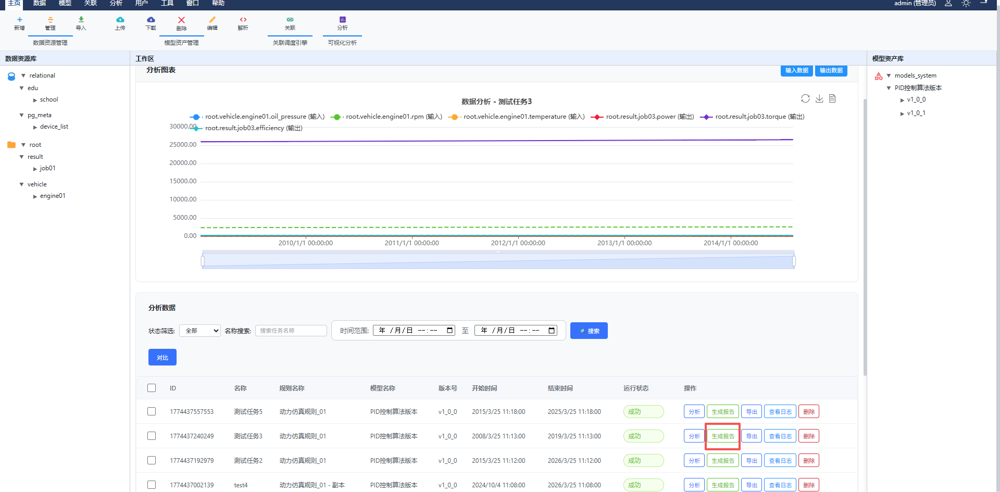 主页 数据 模型 关联 分析 用户 工具 窗口 帮助 admin (管理员)
新增 管理 导入 上传 下载 删除 编辑 解析 关联 分析
数据资源管理 模型资产管理 关联调度引擎 可视化分析
数据资源库 工作区 模型资产库
relational
edu
school
pg_meta
device_list
root
result
job01
vehicle
engine01
分析图表 输入数据 输出数据
数据分析 - 测试任务3
root.vehicle.engine01.oil_pressure (输入) root.vehicle.engine01.rpm (输入) root.vehicle.engine01.temperature (输入) root.result.job03.power (输出) root.result.job03.torque (输出)
root.result.job03.efficiency (输出)
30000.00
25000.00
20000.00
15000.00
10000.00
5000.00
0.00
2010/1/1 00:00:00 2011/1/1 00:00:00 2012/1/1 00:00:00 2013/1/1 00:00:00 2014/1/1 00:00:00
models_system
PID控制算法版本
v1_0_0
v1_0_1
分析数据
状态筛选: 全部 名称搜索: 搜索任务名称 时间范围: 年 /月/日 --:-- 至 年 /月/日 --:-- 搜索
对比
ID 名称 规则名称 模型名称 版本号 开始时间 结束时间 运行状态 操作
1774437557553 测试任务5 动力仿真规则_01 PID控制算法版本 v1_0_0 2015/3/25 11:18:00 2025/3/25 11:18:00 成功 分析 生成报告 导出 查看日志 删除
1774437240249 测试任务3 动力仿真规则_01 PID控制算法版本 v1_0_0 2008/3/25 11:13:00 2019/3/25 11:13:00 成功 分析 生成报告 导出 查看日志 删除
1774437192979 测试任务2 动力仿真规则_01 PID控制算法版本 v1_0_0 2015/3/25 11:12:00 2026/3/25 11:12:00 成功 分析 生成报告 导出 查看日志 删除
1774437002139 test4 动力仿真规则_01 - 副本 PID控制算法版本 v1_0_0 2024/10/4 11:08:00 2026/3/25 11:08:00 成功 分析 生成报告 导出 查看日志 删除